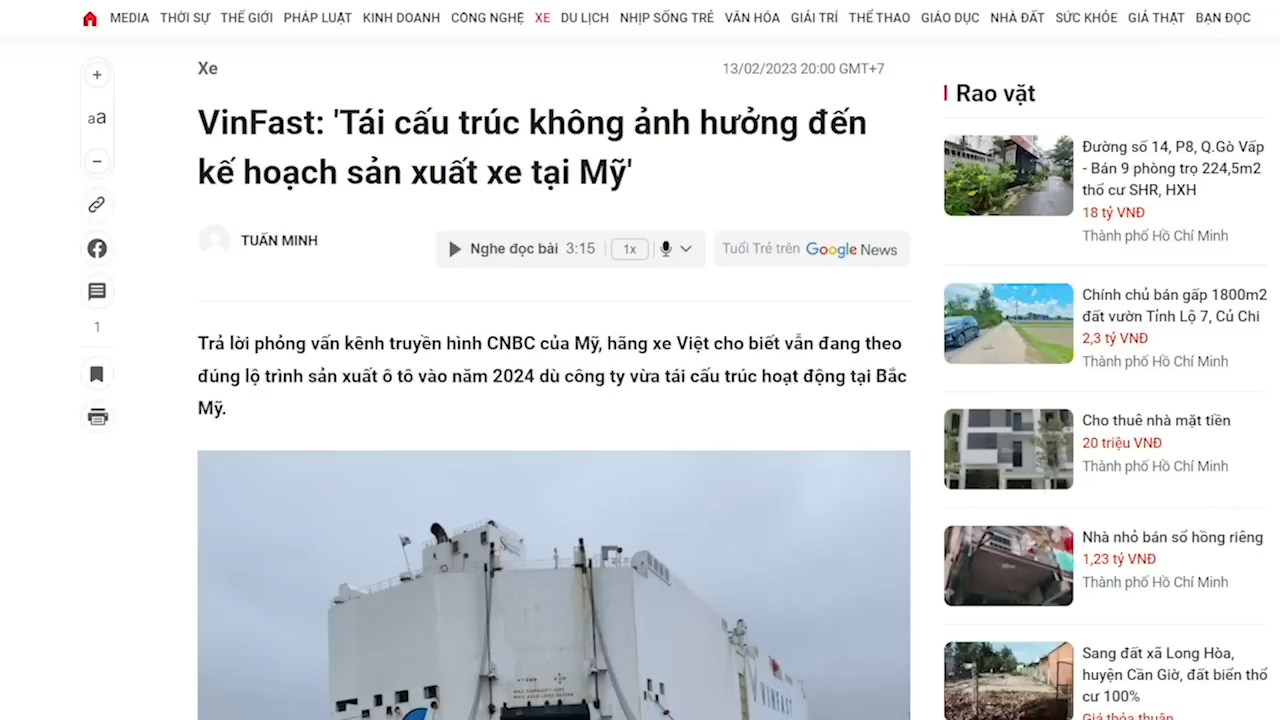 MEDIA THỜI SỰ THẾ GIỚI PHÁP LUẬT KINH DOANH CÔNG NGHỆ XE DU LỊCH NHỊP SỐNG TRẺ VĂN HÓA GIẢI TRÍ THỂ THAO GIÁO DỤC NHÀ ĐẤT SỨC KHỎE GIẢ THẬT BẠN ĐỌC
+
aa
−
1
Xe
13/02/2023 20:00 GMT+7
VinFast: 'Tái cấu trúc không ảnh hưởng đến
kế hoạch sản xuất xe tại Mỹ'
TUẤN MINH
Nghe đọc bài 3:15 1x
Tuổi Trẻ trên Google News
Trả lời phỏng vấn kênh truyền hình CNBC của Mỹ, hãng xe Việt cho biết vẫn đang theo
đúng lộ trình sản xuất ô tô vào năm 2024 dù công ty vừa tái cấu trúc hoạt động tại Bắc
Mỹ.
VINFAST
Rao vặt
Đường số 14, P8, Q.Gò Vấp
- Bán 9 phòng trọ 224,5m2
thổ cư SHR, HXH
18 tỷ VNĐ
Thành phố Hồ Chí Minh
Chính chủ bán gấp 1800m2
đất vườn Tỉnh Lộ 7, Củ Chi
2,3 tỷ VNĐ
Thành phố Hồ Chí Minh
Cho thuê nhà mặt tiền
20 triệu VNĐ
Thành phố Hồ Chí Minh
Nhà nhỏ bán sổ hồng riêng
1,23 tỷ VNĐ
Thành phố Hồ Chí Minh
Sang đất xã Long Hòa,
huyện Cần Giờ, đất biển thổ
cư 100%
Giá thỏa thuận